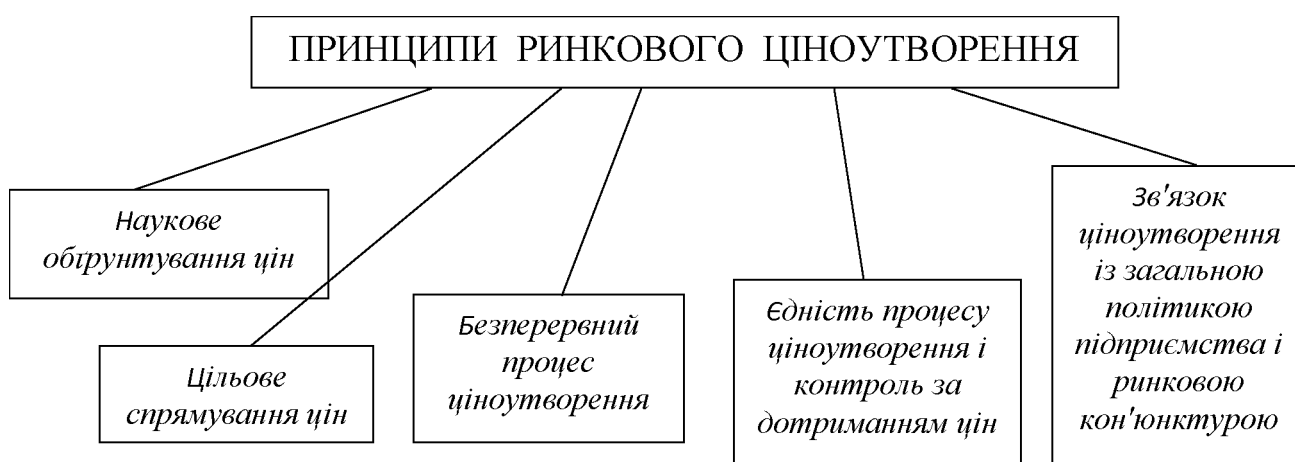 ПРИНЦИПИ РИНКОВОГО ЦІНОУТВОРЕННЯ
Наукове
обґрунтування цін
Цільове
спрямування цін
Безперервний
процес
ціноутворення
Єдність процесу
ціноутворення і
контроль за
дотриманням цін
Зв'язок
ціноутворення
із загальною
політикою
підприємства і
ринковою
кон'юнктурою